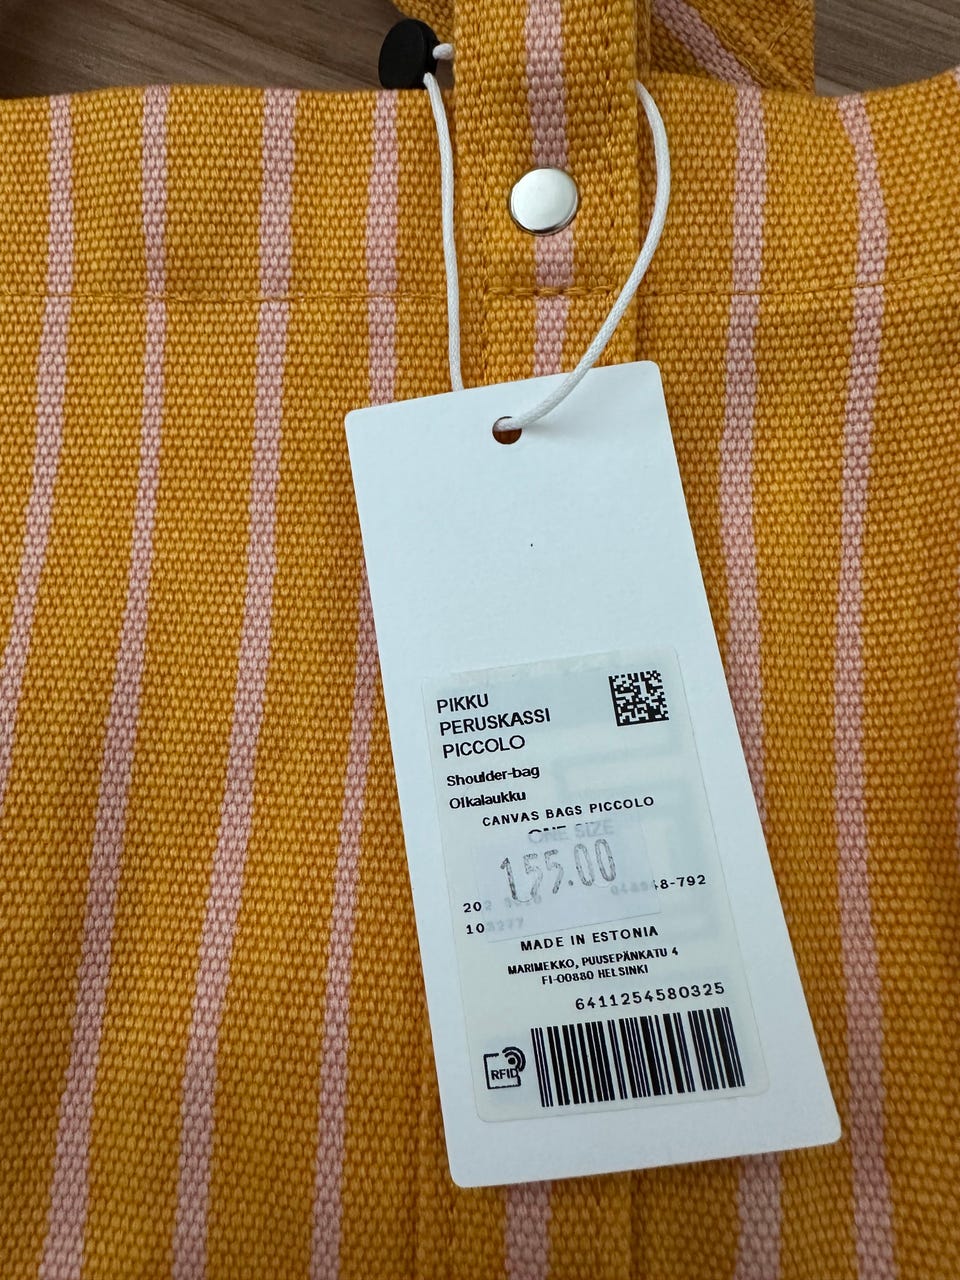 PIKKU
PERUSKASSI
PICCOLO
Shoulder-bag
Olkalaukku
CANVAS BAGS PICCOLO
ONE SIZE
155.00
MADE IN ESTONIA
MARIMEKKO, PUUSEPÄNKATU 4
FI-00880 HELSINKI
6411254580325
RFID